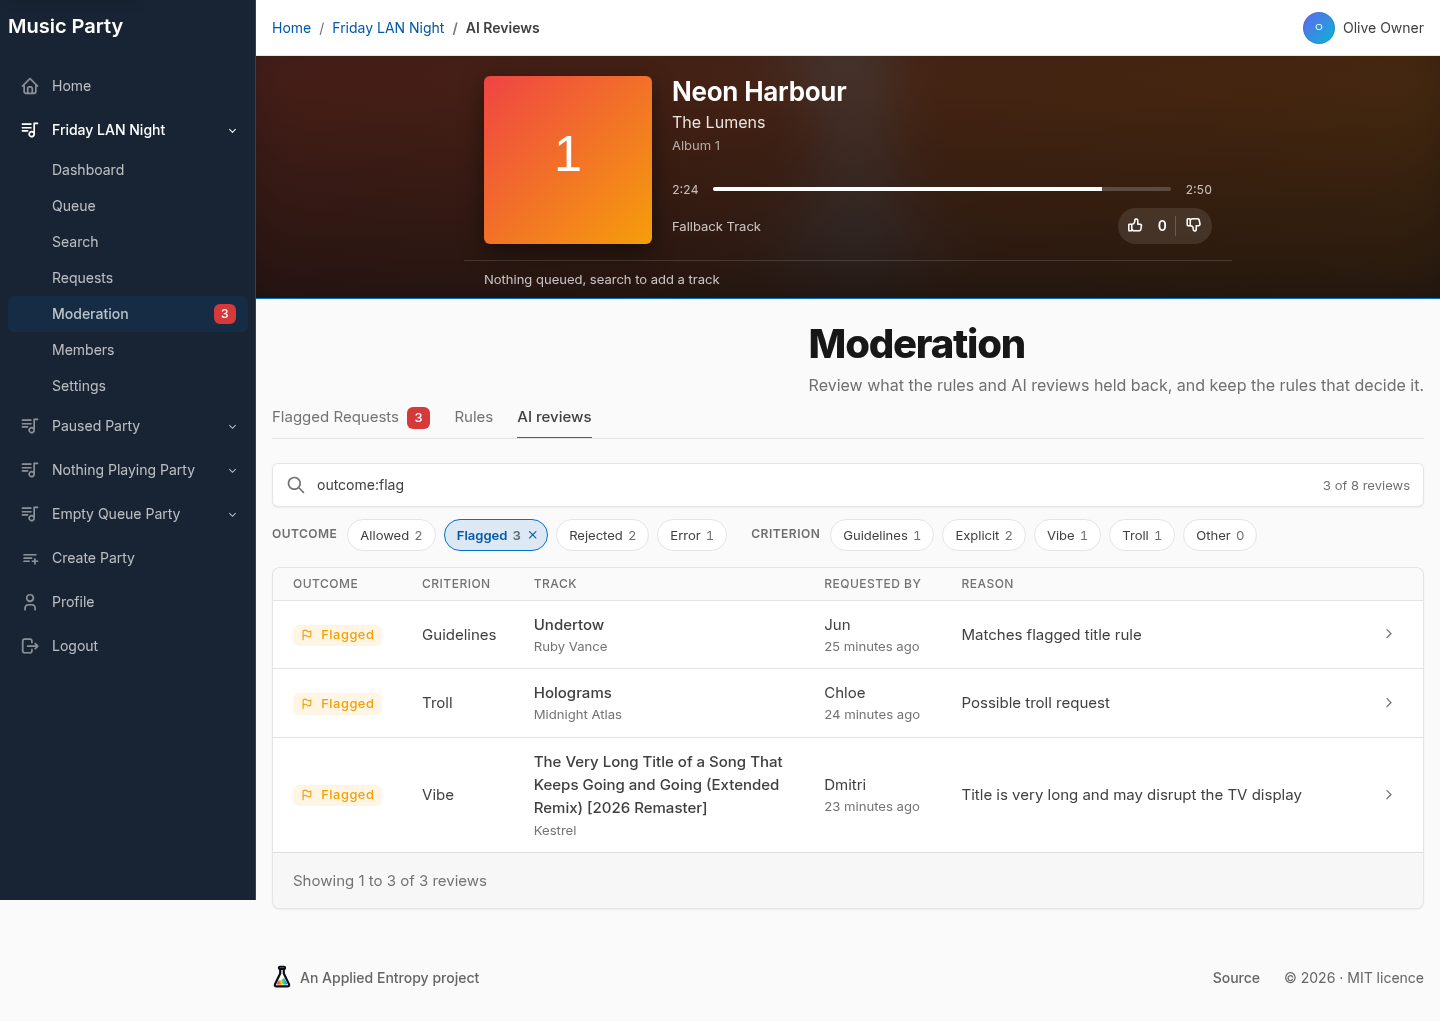 Music Party
Home / Friday LAN Night / AI Reviews
O
Olive Owner
Home
Friday LAN Night
Dashboard
Queue
Search
Requests
Moderation 3
Members
Settings
Paused Party
Nothing Playing Party
Empty Queue Party
Create Party
Profile
Logout
1
Neon Harbour
The Lumens
Album 1
2:24 2:50
Fallback Track
0
Nothing queued, search to add a track
Moderation
Review what the rules and AI reviews held back, and keep the rules that decide it.
Flagged Requests 3 Rules AI reviews
outcome:flag 3 of 8 reviews
OUTCOME Allowed 2 Flagged 3 × Rejected 2 Error 1 CRITERION Guidelines 1 Explicit 2 Vibe 1 Troll 1 Other 0
OUTCOME CRITERION TRACK REQUESTED BY REASON
Flagged Guidelines Undertow Jun Matches flagged title rule
Ruby Vance 25 minutes ago
Flagged Troll Holograms Chloe Possible troll request
Midnight Atlas 24 minutes ago
The Very Long Title of a Song That
Keeps Going and Going (Extended
Remix) [2026 Remaster]
Kestrel
Flagged Vibe Dmitri Title is very long and may disrupt the TV display
23 minutes ago
Showing 1 to 3 of 3 reviews
An Applied Entropy project
Source © 2026 · MIT licence